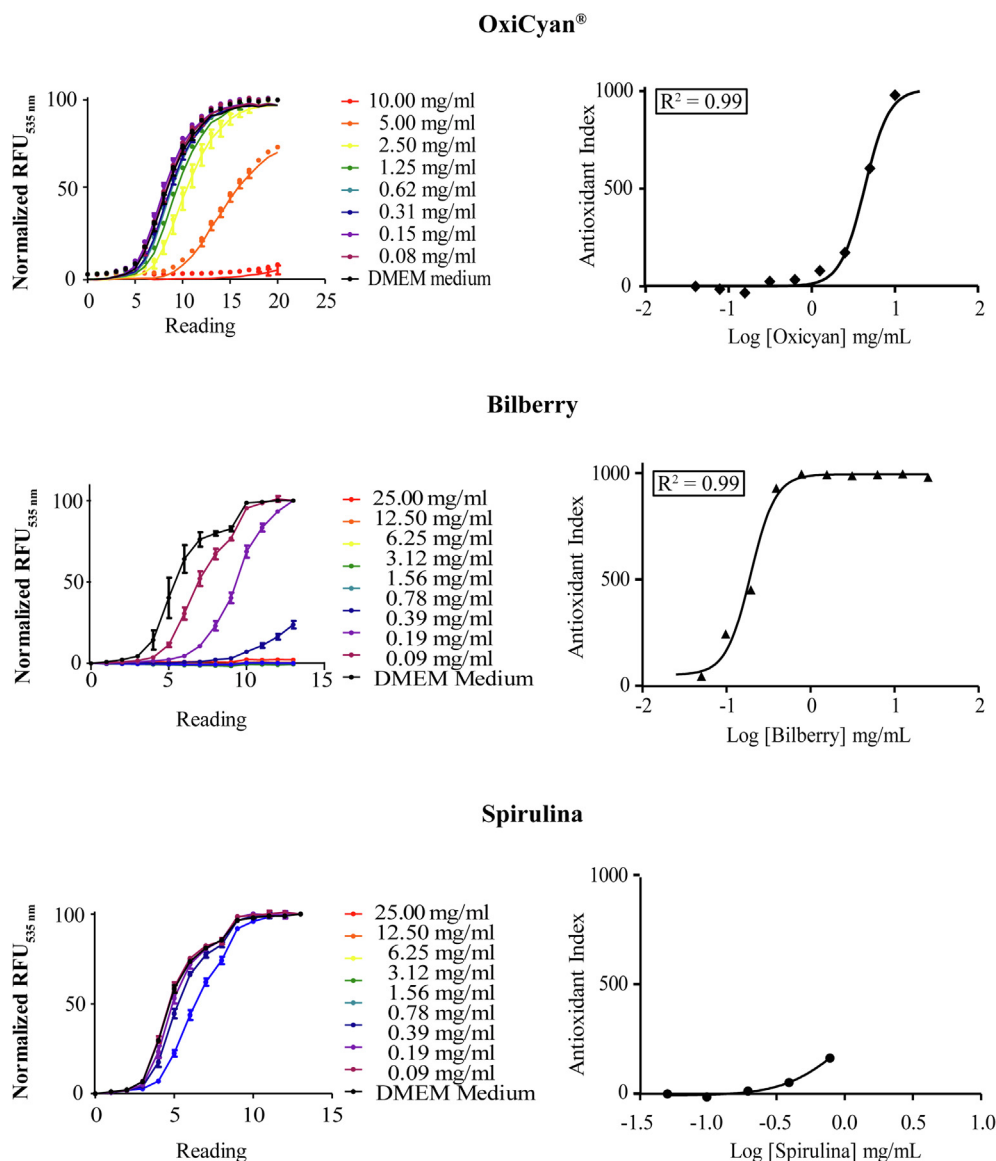 OxiCyan®
Normalized RFU535 nm
100
50
0
0 5 10 15 20 25
Reading
10.00 mg/ml
5.00 mg/ml
2.50 mg/ml
1.25 mg/ml
0.62 mg/ml
0.31 mg/ml
0.15 mg/ml
0.08 mg/ml
DMEM medium
R2 = 0.99
Antioxidant Index
1000
500
0
-2 -1 0 1 2
Log [Oxicyan] mg/mL
Bilberry
Normalized RFU535 nm
100
50
0
0 5 10 15
Reading
25.00 mg/ml
12.50 mg/ml
6.25 mg/ml
3.12 mg/ml
1.56 mg/ml
0.78 mg/ml
0.39 mg/ml
0.19 mg/ml
0.09 mg/ml
DMEM Medium
R2 = 0.99
Antioxidant Index
1000
500
0
-2 -1 0 1 2
Log [Bilberry] mg/mL
Spirulina
Normalized RFU535 nm
100
50
0
0 5 10 15
Reading
25.00 mg/ml
12.50 mg/ml
6.25 mg/ml
3.12 mg/ml
1.56 mg/ml
0.78 mg/ml
0.39 mg/ml
0.19 mg/ml
0.09 mg/ml
DMEM Medium
Antioxidant Index
1000
500
0
-1.5 -1.0 -0.5 0.0 0.5 1.0
Log [Spirulina] mg/mL